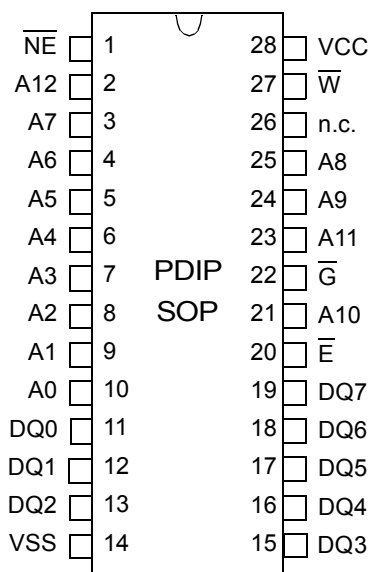 N̅E̅ 1 28 VCC
A12 2 27 W̅
A7 3 26 n.c.
A6 4 25 A8
A5 5 24 A9
A4 6 23 A11
A3 7 PDIP 22 G̅
A2 8 SOP 21 A10
A1 9 20 E̅
A0 10 19 DQ7
DQ0 11 18 DQ6
DQ1 12 17 DQ5
DQ2 13 16 DQ4
VSS 14 15 DQ3